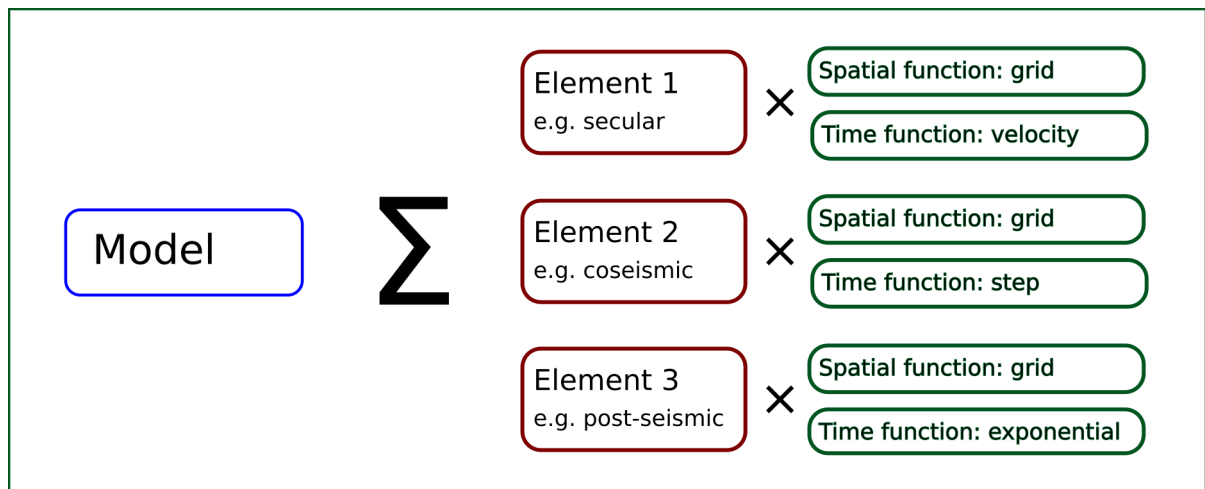 Model
Σ
Element 1
e.g. secular
×
Spatial function: grid
Time function: velocity
Element 2
e.g. coseismic
×
Spatial function: grid
Time function: step
Element 3
e.g. post-seismic
×
Spatial function: grid
Time function: exponential